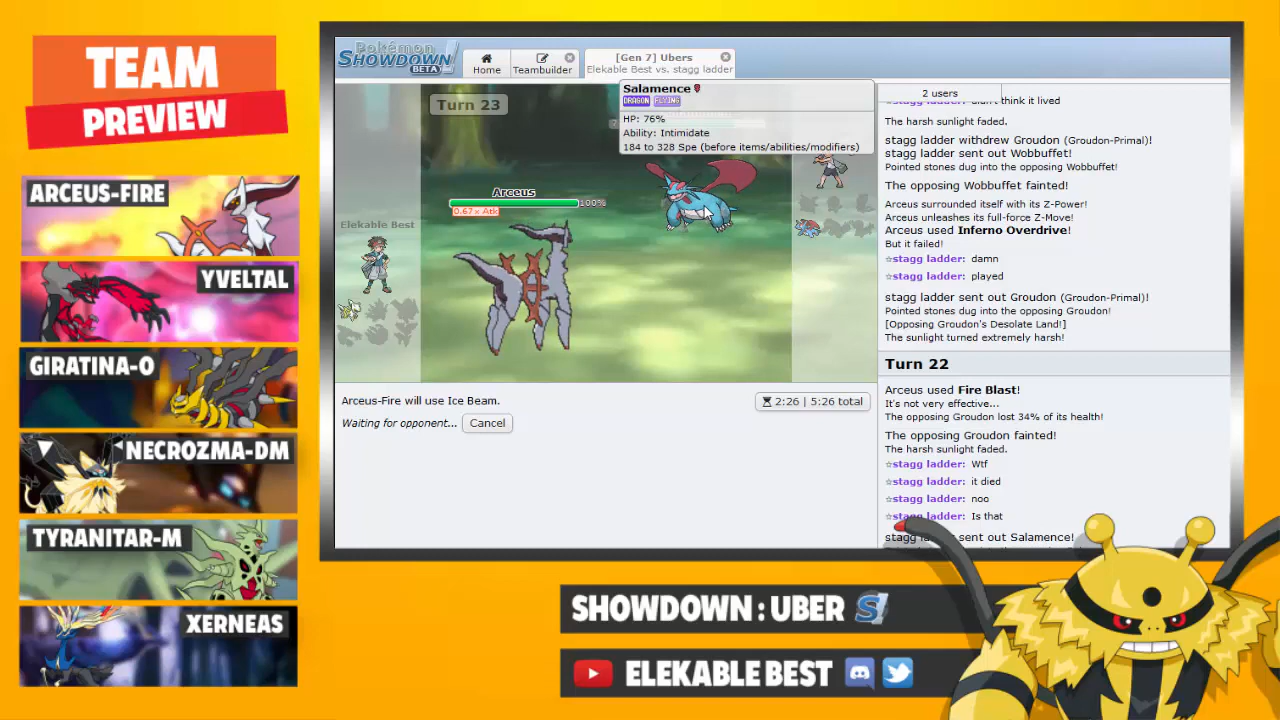 TEAM
PREVIEW
ARCEUS-FIRE
YVELTAL
GIRATINA-O
NECROZMA-DM
TYRANITAR-M
XERNEAS
Pokémon
SHOWDOWN!
BETA
Home
Teambuilder
[Gen 7] Ubers
Elekable Best vs. stagg ladder
Turn 23
Salamence
DRAGON FLYING
HP: 76%
Ability: Intimidate
184 to 328 Spe (before items/abilities/modifiers)
Arceus
100%
0.67× Atk
Elekable Best
Arceus-Fire will use Ice Beam.
2:26 | 5:26 total
Waiting for opponent... Cancel
2 users
☆stagg ladder: didn't think it lived
The harsh sunlight faded.
stagg ladder withdrew Groudon (Groudon-Primal)!
stagg ladder sent out Wobbuffet!
Pointed stones dug into the opposing Wobbuffet!
The opposing Wobbuffet fainted!
Arceus surrounded itself with its Z-Power!
Arceus unleashes its full-force Z-Move!
Arceus used Inferno Overdrive!
But it failed!
☆stagg ladder: damn
☆stagg ladder: played
stagg ladder sent out Groudon (Groudon-Primal)!
Pointed stones dug into the opposing Groudon!
[Opposing Groudon's Desolate Land!]
The sunlight turned extremely harsh!
Turn 22
Arceus used Fire Blast!
It's not very effective...
The opposing Groudon lost 34% of its health!
The opposing Groudon fainted!
The harsh sunlight faded.
☆stagg ladder: Wtf
☆stagg ladder: it died
☆stagg ladder: noo
☆stagg ladder: Is that
sent out Salamence!
SHOWDOWN : UBER S
ELEKABLE BEST